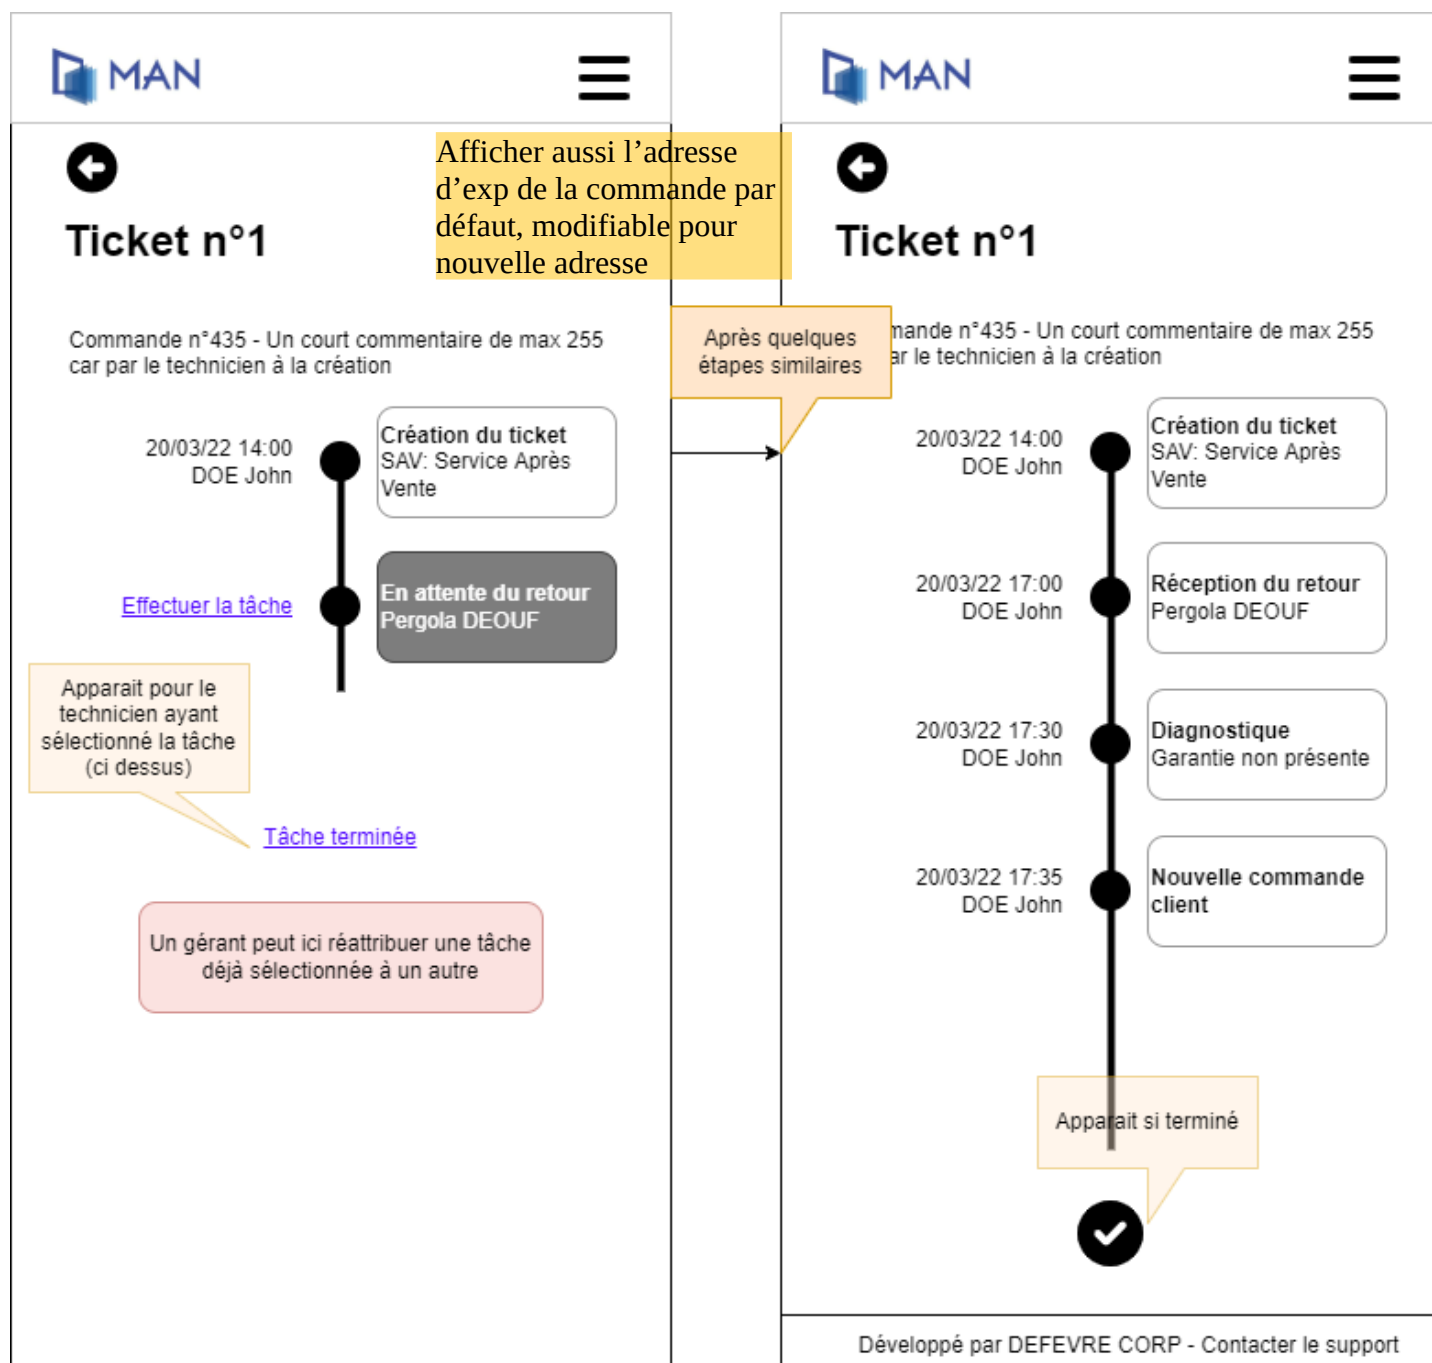 MAN
Afficher aussi l’adresse
d’exp de la commande par
défaut, modifiable pour
nouvelle adresse
Ticket n°1
Commande n°435 - Un court commentaire de max 255
car par le technicien à la création
20/03/22 14:00
DOE John
Création du ticket
SAV: Service Après
Vente
Effectuer la tâche
En attente du retour
Pergola DEOUF
Apparait pour le
technicien ayant
sélectionné la tâche
(ci dessus)
Tâche terminée
Un gérant peut ici réattribuer une tâche
déjà sélectionnée à un autre
Après quelques
étapes similaires
MAN
Ticket n°1
mande n°435 - Un court commentaire de max 255
ar le technicien à la création
20/03/22 14:00
DOE John
Création du ticket
SAV: Service Après
Vente
20/03/22 17:00
DOE John
Réception du retour
Pergola DEOUF
20/03/22 17:30
DOE John
Diagnostique
Garantie non présente
20/03/22 17:35
DOE John
Nouvelle commande
client
Apparait si terminé
Développé par DEFEVRE CORP - Contacter le support